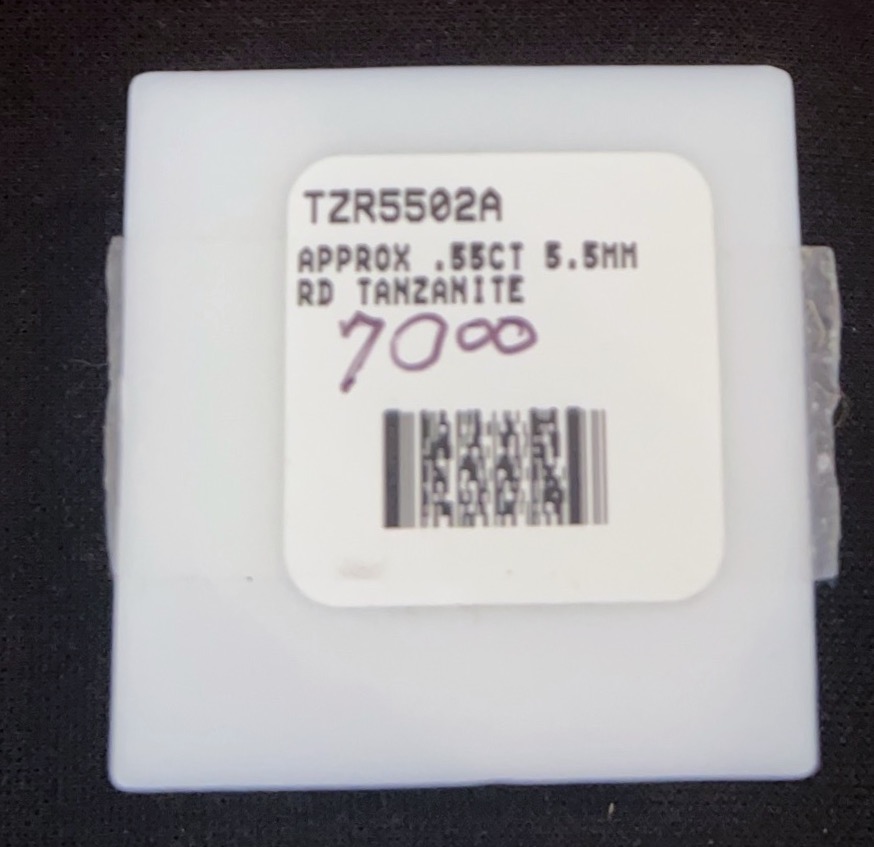 TZR5502A
APPROX .55CT 5.5MM
RD TANZANITE
7000